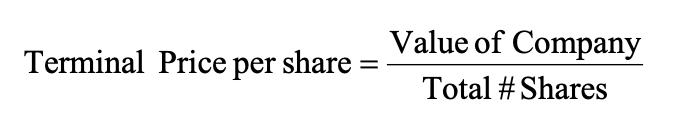 Terminal Price per share = Value of Company
Total # Shares